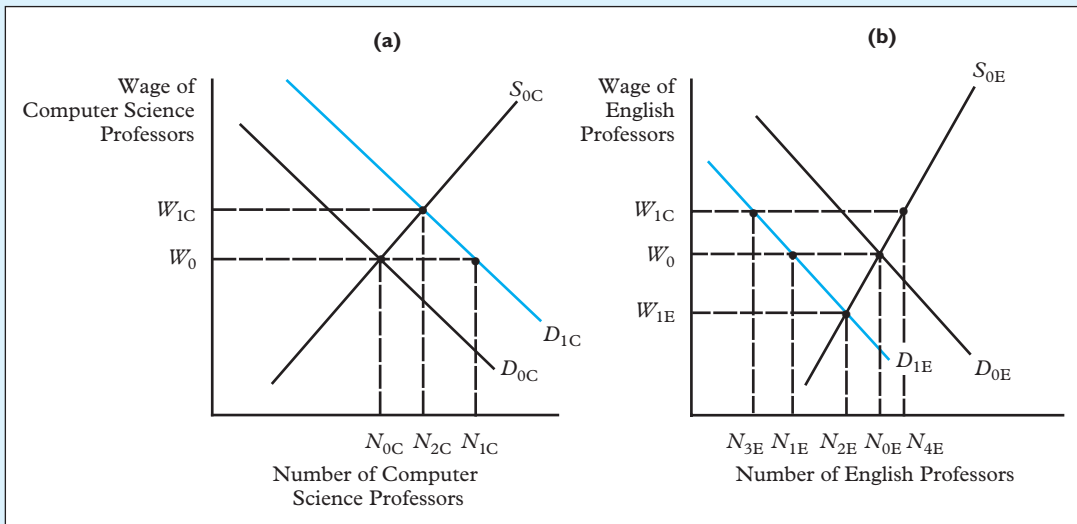 (a)
Wage of
Computer Science
Professors
S0C
W1C
W0
D1C
D0C
N0C N2C N1C
Number of Computer
Science Professors
(b)
Wage of
English
Professors
S0E
W1C
W0
W1E
D1E
D0E
N3E N1E N2E N0E N4E
Number of English Professors